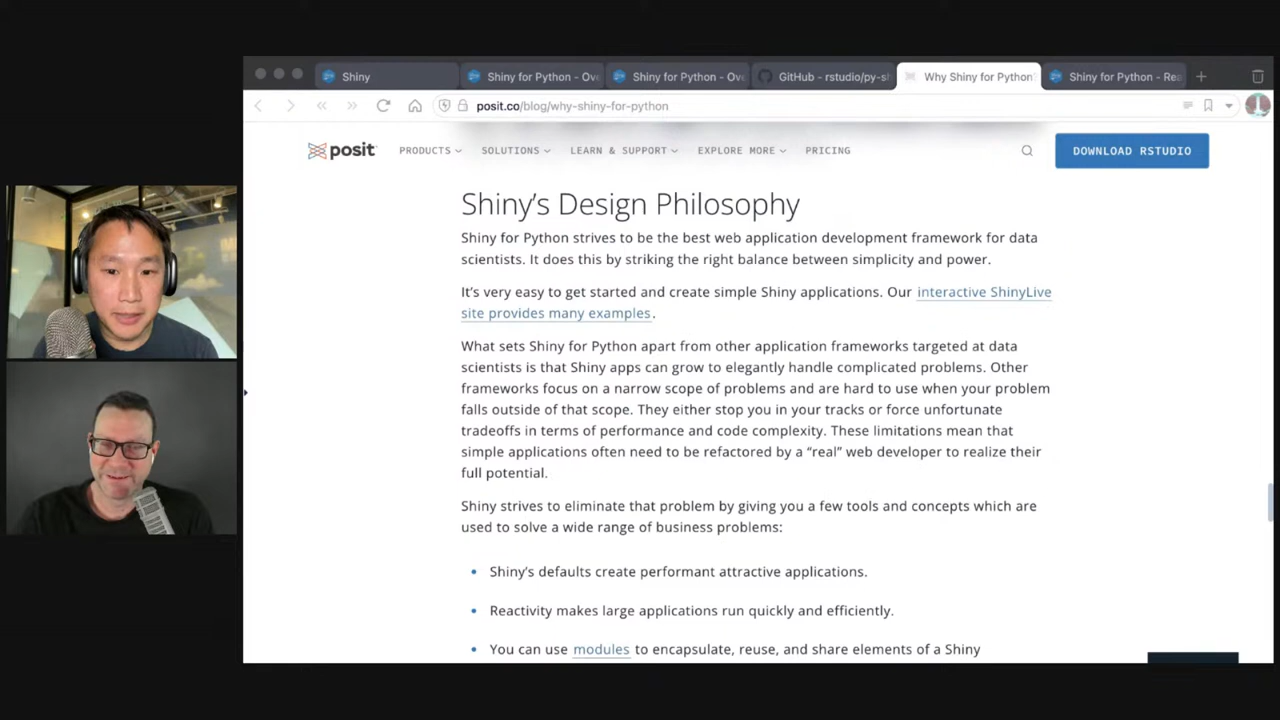 Shiny
Shiny for Python - Ove
Shiny for Python - Ove
GitHub - rstudio/py-sh
Why Shiny for Python
Shiny for Python - Rea
posit.co/blog/why-shiny-for-python
posit
PRODUCTS
SOLUTIONS
LEARN & SUPPORT
EXPLORE MORE
PRICING
DOWNLOAD RSTUDIO
Shiny’s Design Philosophy
Shiny for Python strives to be the best web application development framework for data
scientists. It does this by striking the right balance between simplicity and power.
It’s very easy to get started and create simple Shiny applications. Our interactive ShinyLive
site provides many examples.
What sets Shiny for Python apart from other application frameworks targeted at data
scientists is that Shiny apps can grow to elegantly handle complicated problems. Other
frameworks focus on a narrow scope of problems and are hard to use when your problem
falls outside of that scope. They either stop you in your tracks or force unfortunate
tradeoffs in terms of performance and code complexity. These limitations mean that
simple applications often need to be refactored by a “real” web developer to realize their
full potential.
Shiny strives to eliminate that problem by giving you a few tools and concepts which are
used to solve a wide range of business problems:
• Shiny’s defaults create performant attractive applications.
• Reactivity makes large applications run quickly and efficiently.
• You can use modules to encapsulate, reuse, and share elements of a Shiny